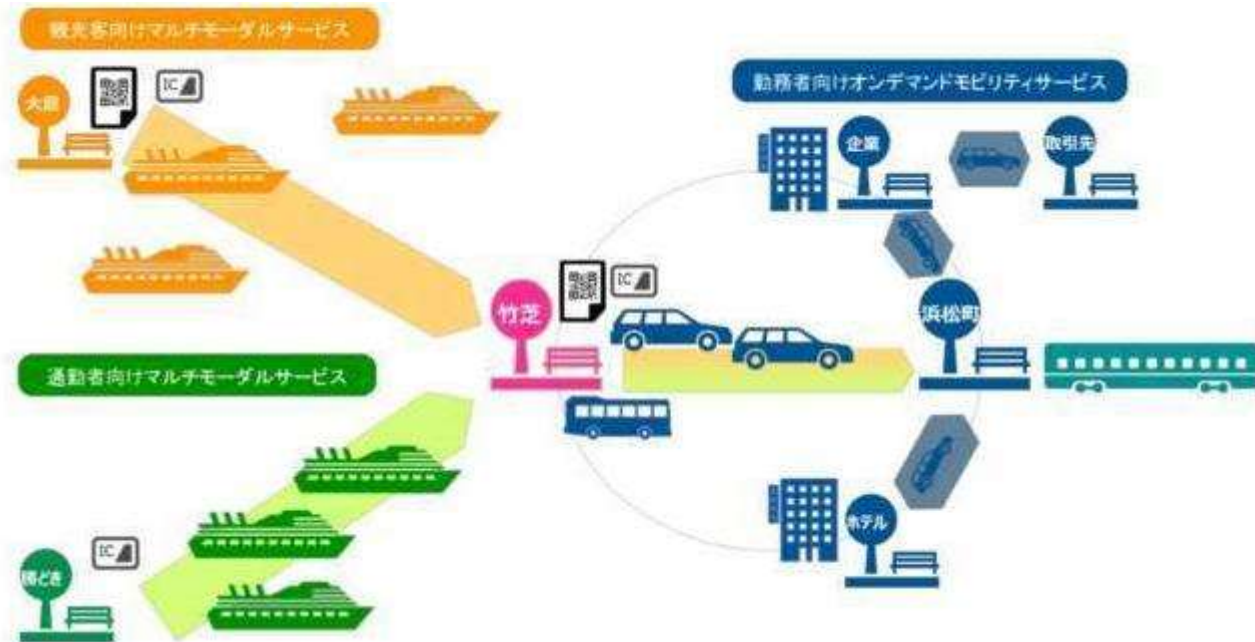 観光客向けマルチモーダルサービス
IC
勤務者向けオンデマンドモビリティサービス
企業
取引先
竹芝
IC
浜松町
通勤者向けマルチモーダルサービス
ホテル
IC
勝どき